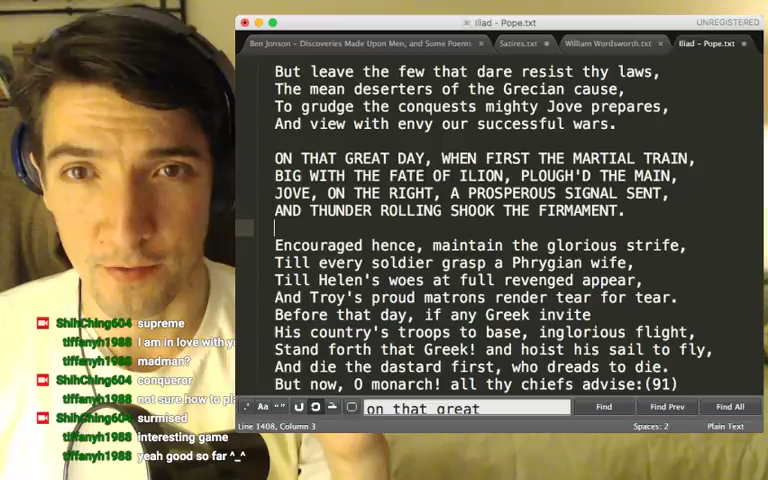 Iliad - Pope.txt
UNREGISTERED
Ben Jonson - Discoveries Made Upon Men, and Some Poems
Satires.txt
William Wordsworth.txt
Iliad - Pope.txt
But leave the few that dare resist thy laws,
The mean deserters of the Grecian cause,
To grudge the conquests mighty Jove prepares,
And view with envy our successful wars.
ON THAT GREAT DAY, WHEN FIRST THE MARTIAL TRAIN,
BIG WITH THE FATE OF ILION, PLOUGH'D THE MAIN,
JOVE, ON THE RIGHT, A PROSPEROUS SIGNAL SENT,
AND THUNDER ROLLING SHOOK THE FIRMAMENT.
Encouraged hence, maintain the glorious strife,
Till every soldier grasp a Phrygian wife,
Till Helen's woes at full revenged appear,
And Troy's proud matrons render tear for tear.
Before that day, if any Greek invite
His country's troops to base, inglorious flight,
Stand forth that Greek! and hoist his sail to fly,
And die the dastard first, who dreads to die.
But now, O monarch! all thy chiefs advise:(91)
.* Aa “”
on that great
Find
Find Prev
Find All
Line 1408, Column 3
Spaces: 2
Plain Text
ShihChing604 supreme
tiffanyh1988 I am in love with y
tiffanyh1988 madman?
ShihChing604 conqueror
tiffanyh1988 not sure how to pl
ShihChing604 surmised
tiffanyh1988 interesting game
tiffanyh1988 yeah good so far ^_^